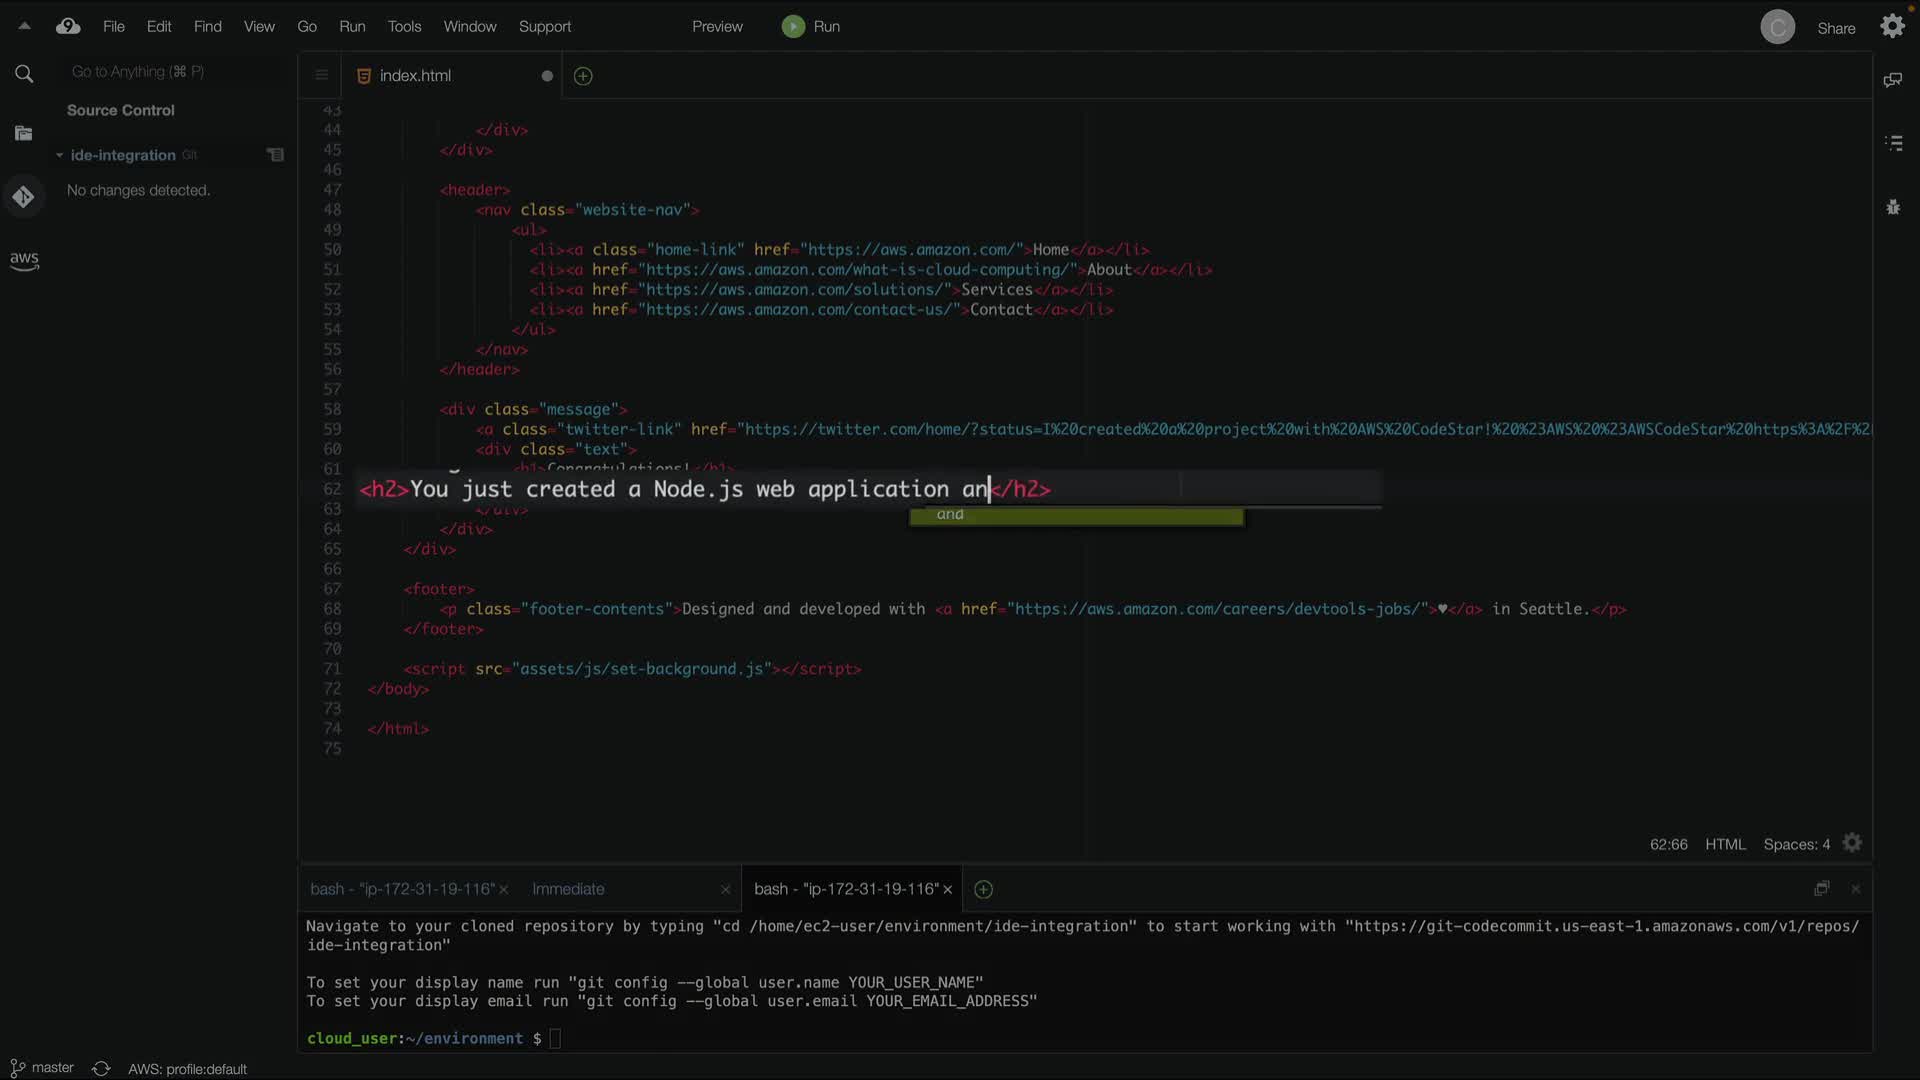 File Edit Find View Go Run Tools Window Support Preview Run C Share
Go to Anything (⌘ P)
index.html
Source Control
ide-integration Git
No changes detected.
aws
43
44 </div>
45 </div>
46
47 <header>
48 <nav class="website-nav">
49 <ul>
50 <li><a class="home-link" href="https://aws.amazon.com/">Home</a></li>
51 <li><a href="https://aws.amazon.com/what-is-cloud-computing/">About</a></li>
52 <li><a href="https://aws.amazon.com/solutions/">Services</a></li>
53 <li><a href="https://aws.amazon.com/contact-us/">Contact</a></li>
54 </ul>
55 </nav>
56 </header>
57
58 <div class="message">
59 <a class="twitter-link" href="https://twitter.com/home/?status=I%20created%20a%20project%20with%20AWS%20CodeStar!%20%23AWS%20%23AWSCodeStar%20https%3A%2F%2
60 <div class="text">
61 <h1>Congratulations!</h1>
62 <h2>You just created a Node.js web application an</h2>
63 </div>
and
64 </div>
65 </div>
66
67 <footer>
68 <p class="footer-contents">Designed and developed with <a href="https://aws.amazon.com/careers/devtools-jobs/">♥</a> in Seattle.</p>
69 </footer>
70
71 <script src="assets/js/set-background.js"></script>
72 </body>
73
74 </html>
75
62:66 HTML Spaces: 4
bash - "ip-172-31-19-116" × Immediate × bash - "ip-172-31-19-116" ×
Navigate to your cloned repository by typing "cd /home/ec2-user/environment/ide-integration" to start working with "https://git-codecommit.us-east-1.amazonaws.com/v1/repos/
ide-integration"
To set your display name run "git config --global user.name YOUR_USER_NAME"
To set your display email run "git config --global user.email YOUR_EMAIL_ADDRESS"
cloud_user:~/environment $
master AWS: profile:default